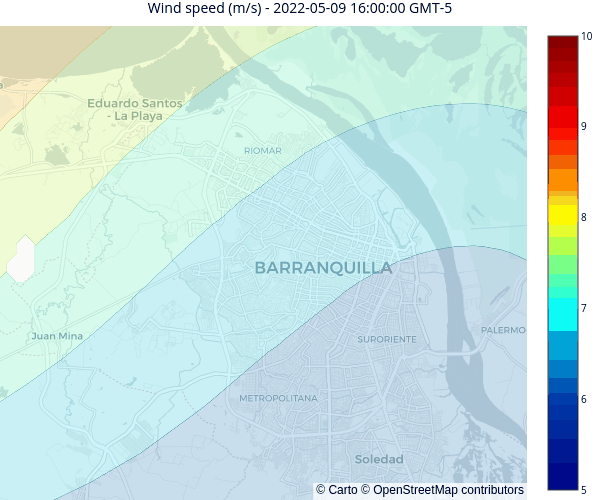 Wind speed (m/s) - 2022-05-09 16:00:00 GMT-5
10
9
8
7
6
5
a
Eduardo Santos
- La Playa
RIOMAR
BARRANQUILLA
Juan Mina
SURORIENTE
PALERMO
METROPOLITANA
Soledad
© Carto © OpenStreetMap contributors